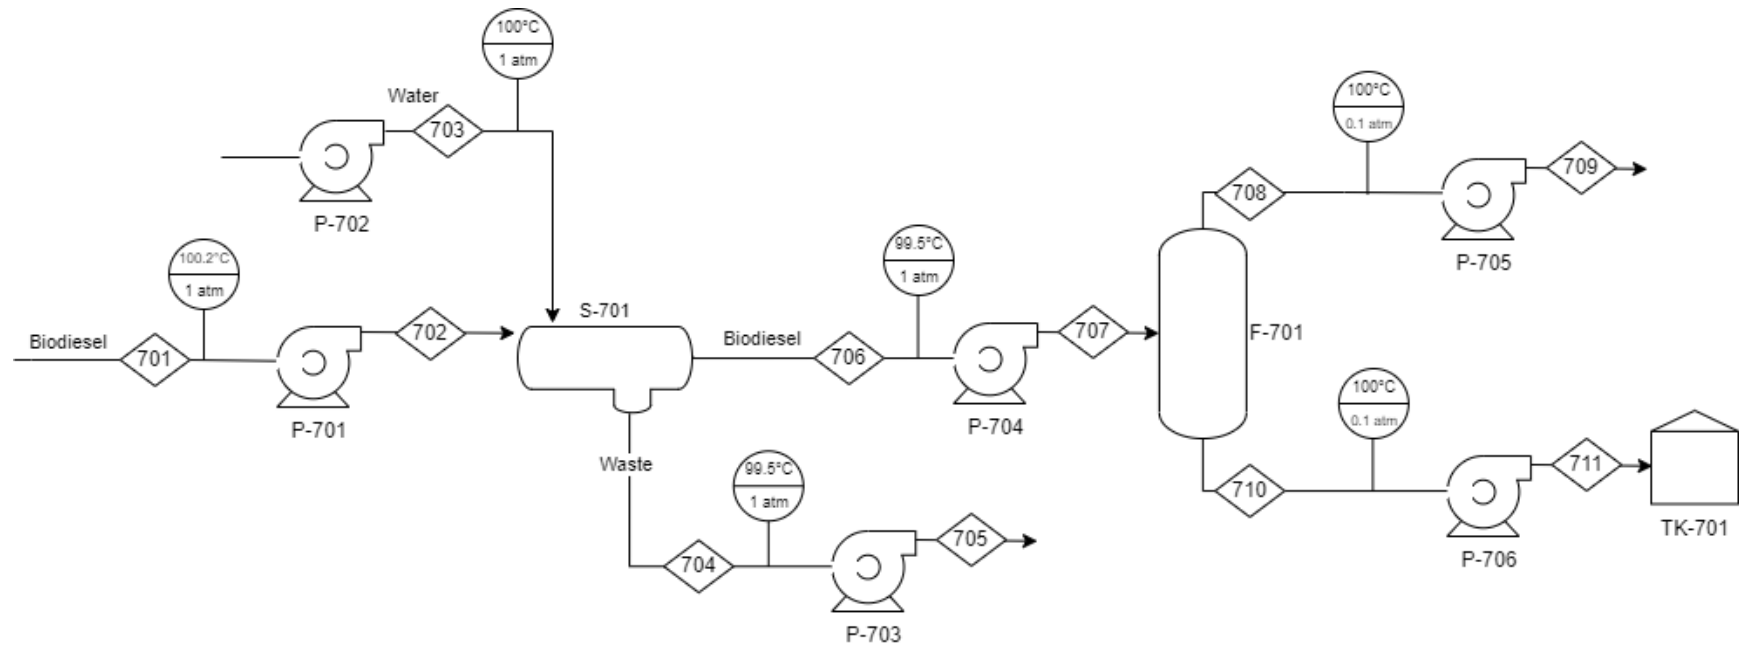 100°C
1 atm
Water
703
P-702
100.2°C
1 atm
Biodiesel
701
P-701
702
S-701
Waste
704
99.5°C
1 atm
P-703
705
Biodiesel
706
99.5°C
1 atm
P-704
707
F-701
708
100°C
0.1 atm
P-705
709
710
100°C
0.1 atm
P-706
711
TK-701